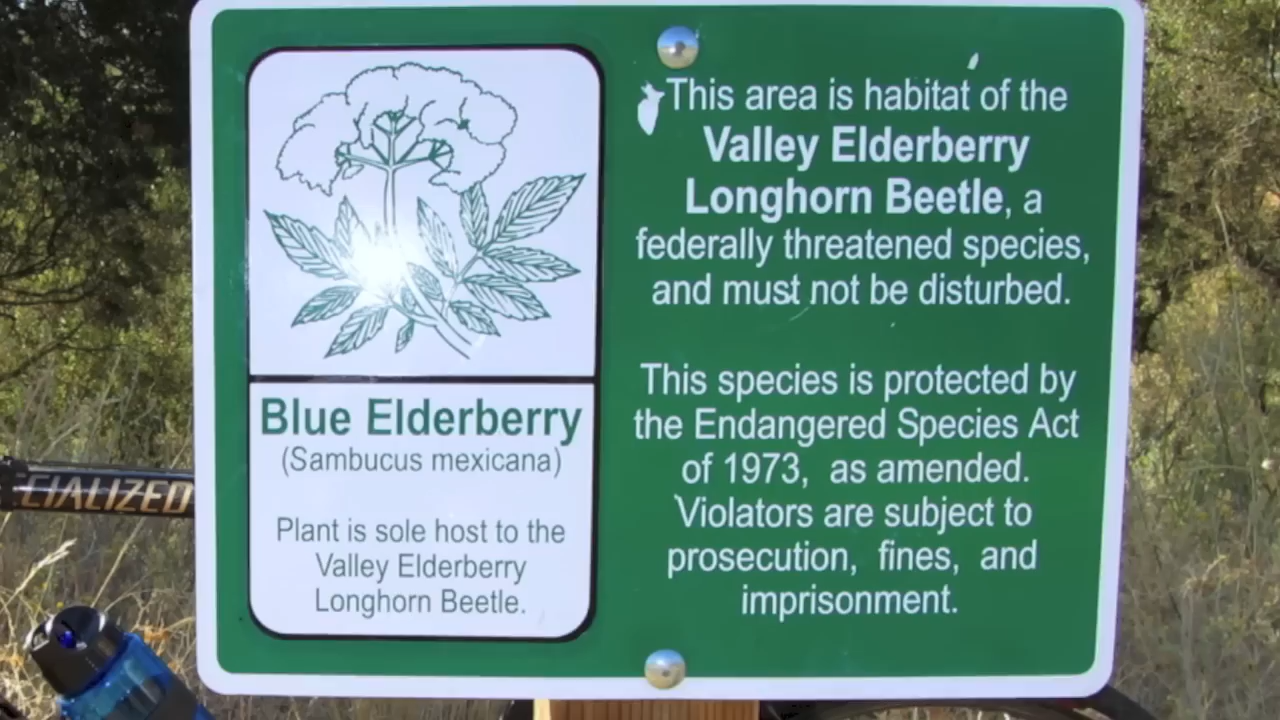 Blue Elderberry
(Sambucus mexicana)
Plant is sole host to the
Valley Elderberry
Longhorn Beetle.
This area is habitat of the
Valley Elderberry
Longhorn Beetle, a
federally threatened species,
and must not be disturbed.
This species is protected by
the Endangered Species Act
of 1973, as amended.
Violators are subject to
prosecution, fines, and
imprisonment.
CIALIZED